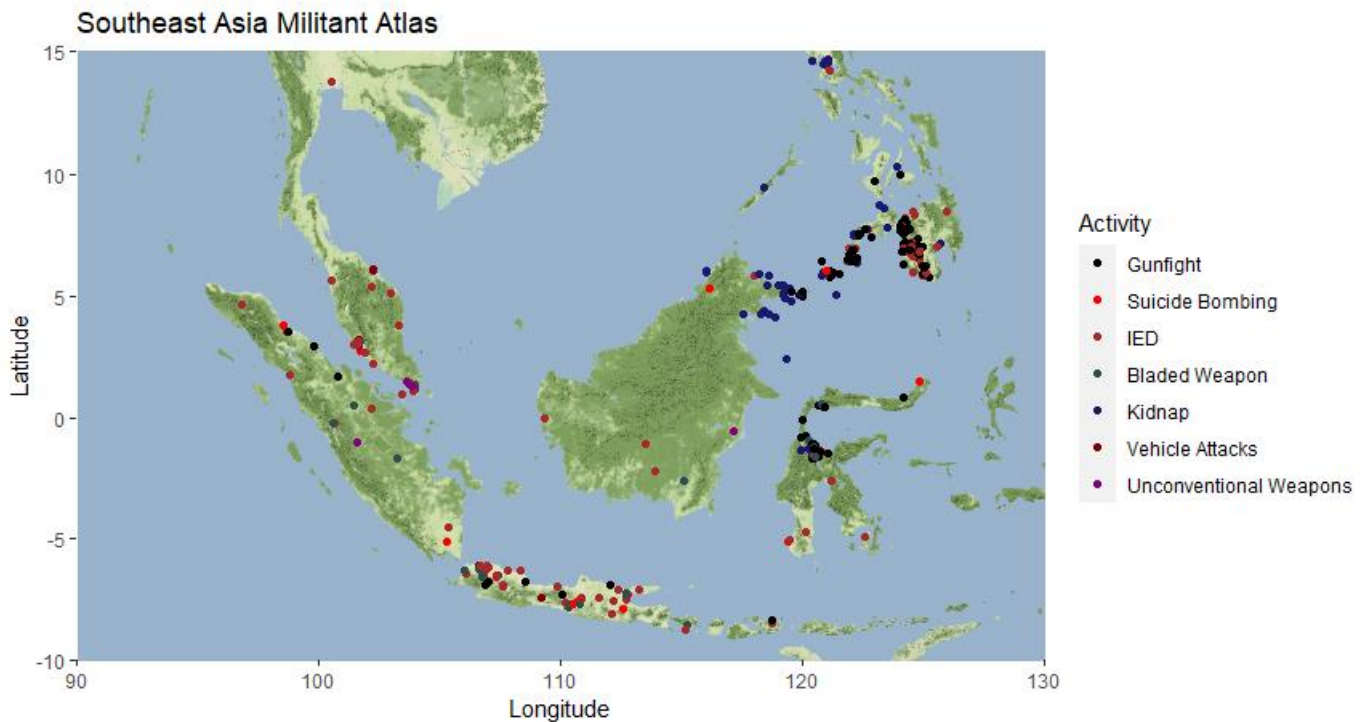 Southeast Asia Militant Atlas
15
10
5
0
-5
-10
Latitude
90
100
110
120
130
Longitude
Activity
Gunfight
Suicide Bombing
IED
Bladed Weapon
Kidnap
Vehicle Attacks
Unconventional Weapons